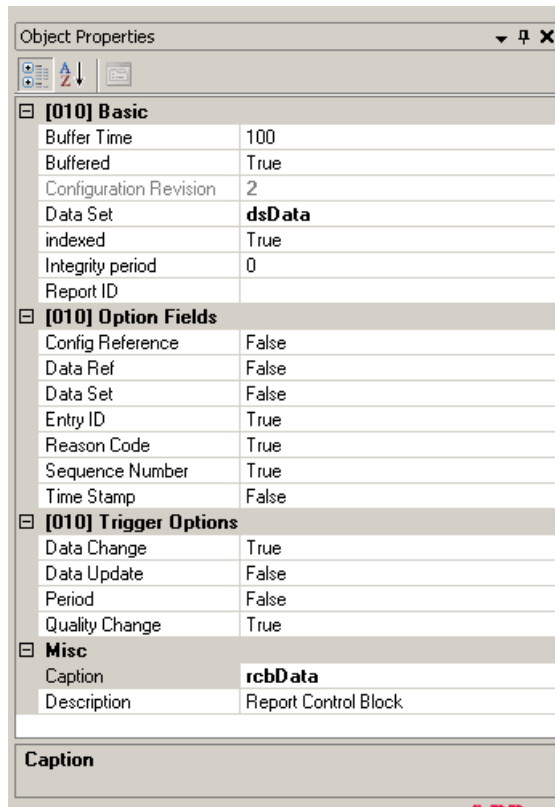 Object Properties
[010] Basic
Buffer Time 100
Buffered True
Configuration Revision 2
Data Set dsData
indexed True
Integrity period 0
Report ID
[010] Option Fields
Config Reference False
Data Ref False
Data Set False
Entry ID True
Reason Code True
Sequence Number True
Time Stamp False
[010] Trigger Options
Data Change True
Data Update False
Period False
Quality Change True
Misc
Caption rcbData
Description Report Control Block
Caption